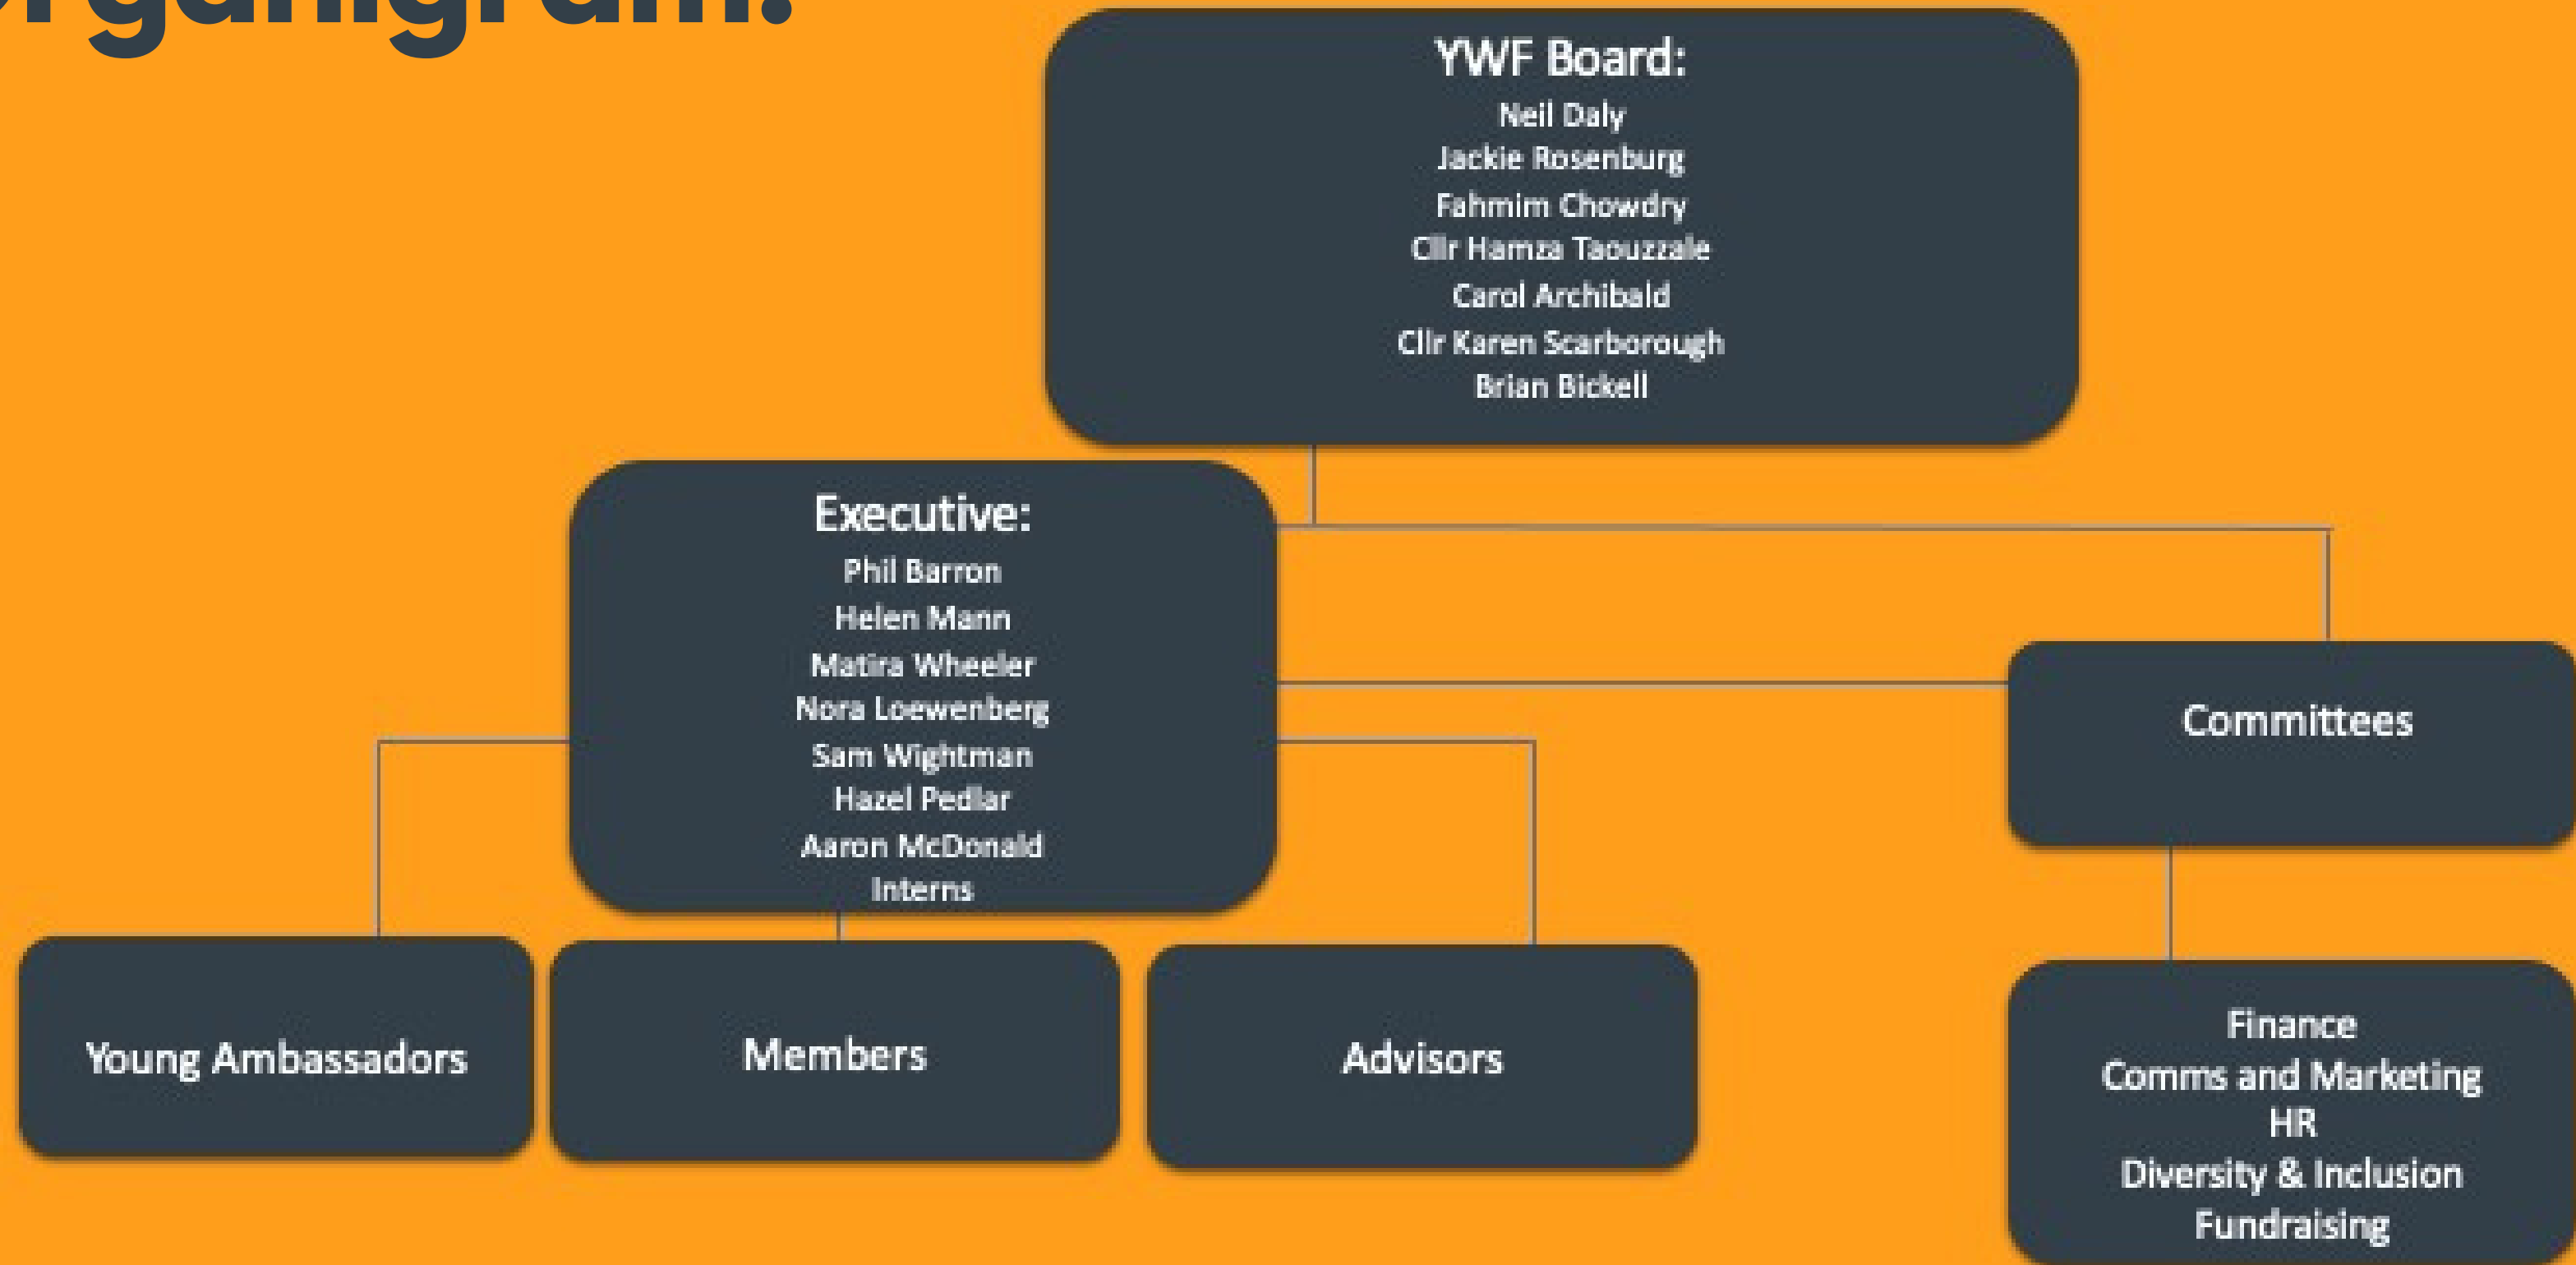 organigram.
YWF Board:
Neil Daly
Jackie Rosenburg
Fahmim Chowdry
Cllr Hamza Taouzzale
Carol Archibald
Cllr Karen Scarborough
Brian Bickell
Executive:
Phil Barron
Helen Mann
Matira Wheeler
Nora Loewenberg
Sam Wightman
Hazel Pedlar
Aaron McDonald
Interns
Committees
Young Ambassadors
Members
Advisors
Finance
Comms and Marketing
HR
Diversity & Inclusion
Fundraising